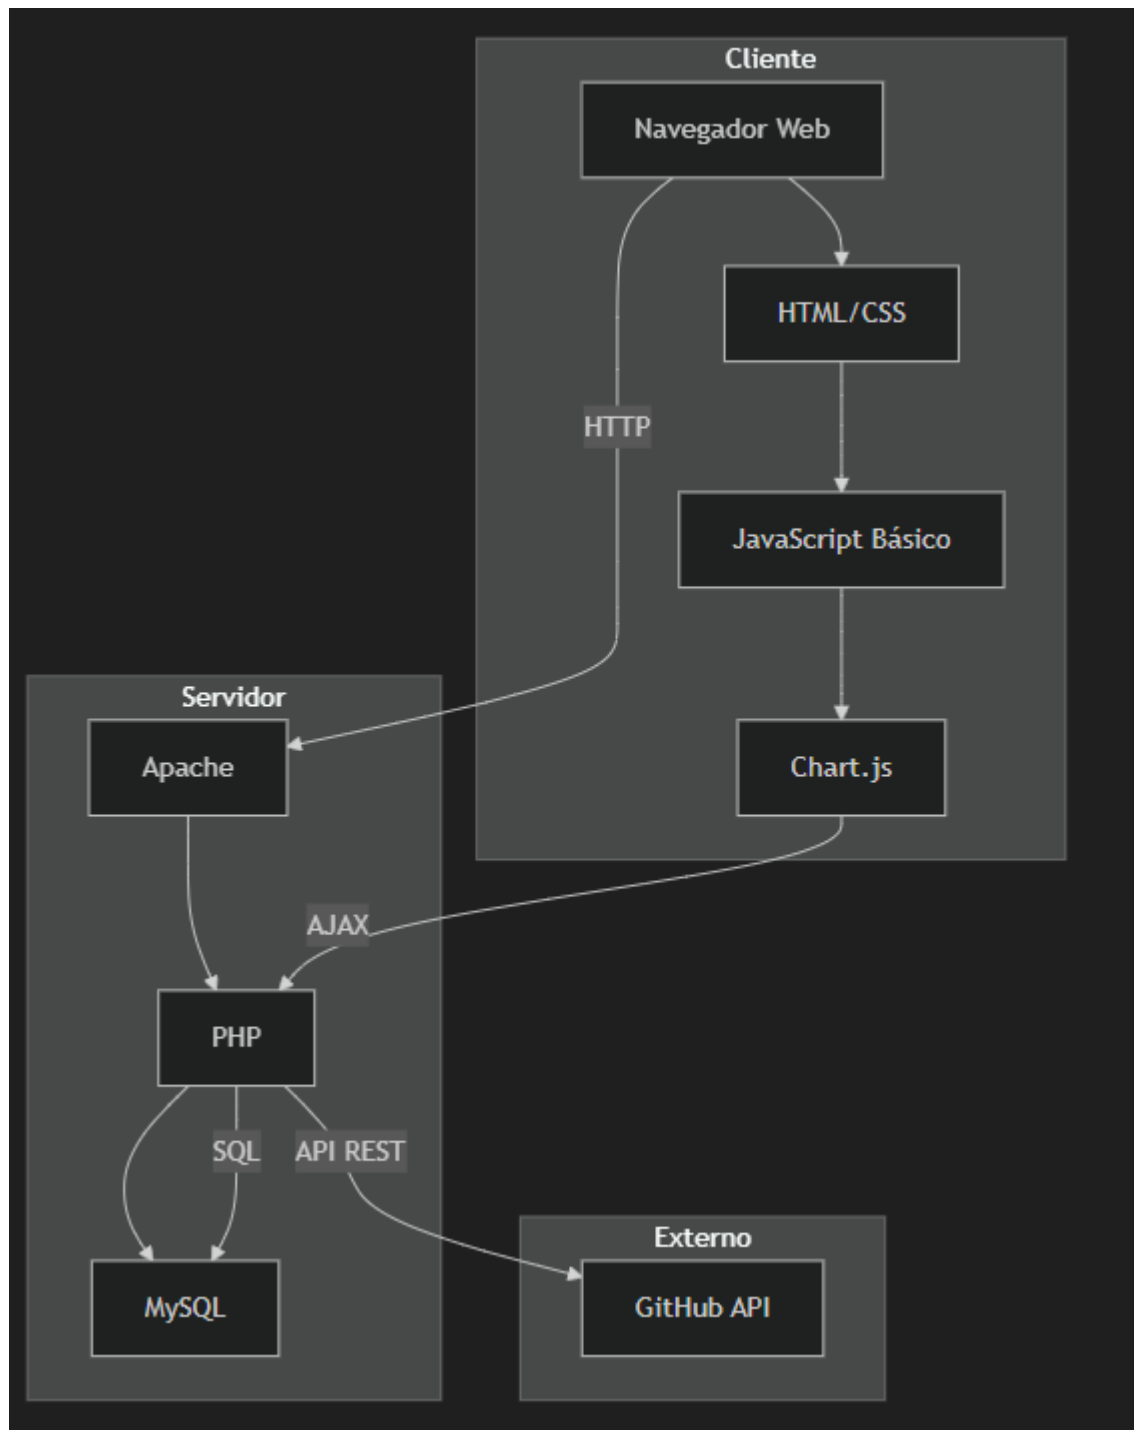 Cliente
Navegador Web
HTML/CSS
HTTP
JavaScript Básico
Servidor
Apache
Chart.js
AJAX
PHP
SQL
API REST
Externo
MySQL
GitHub API